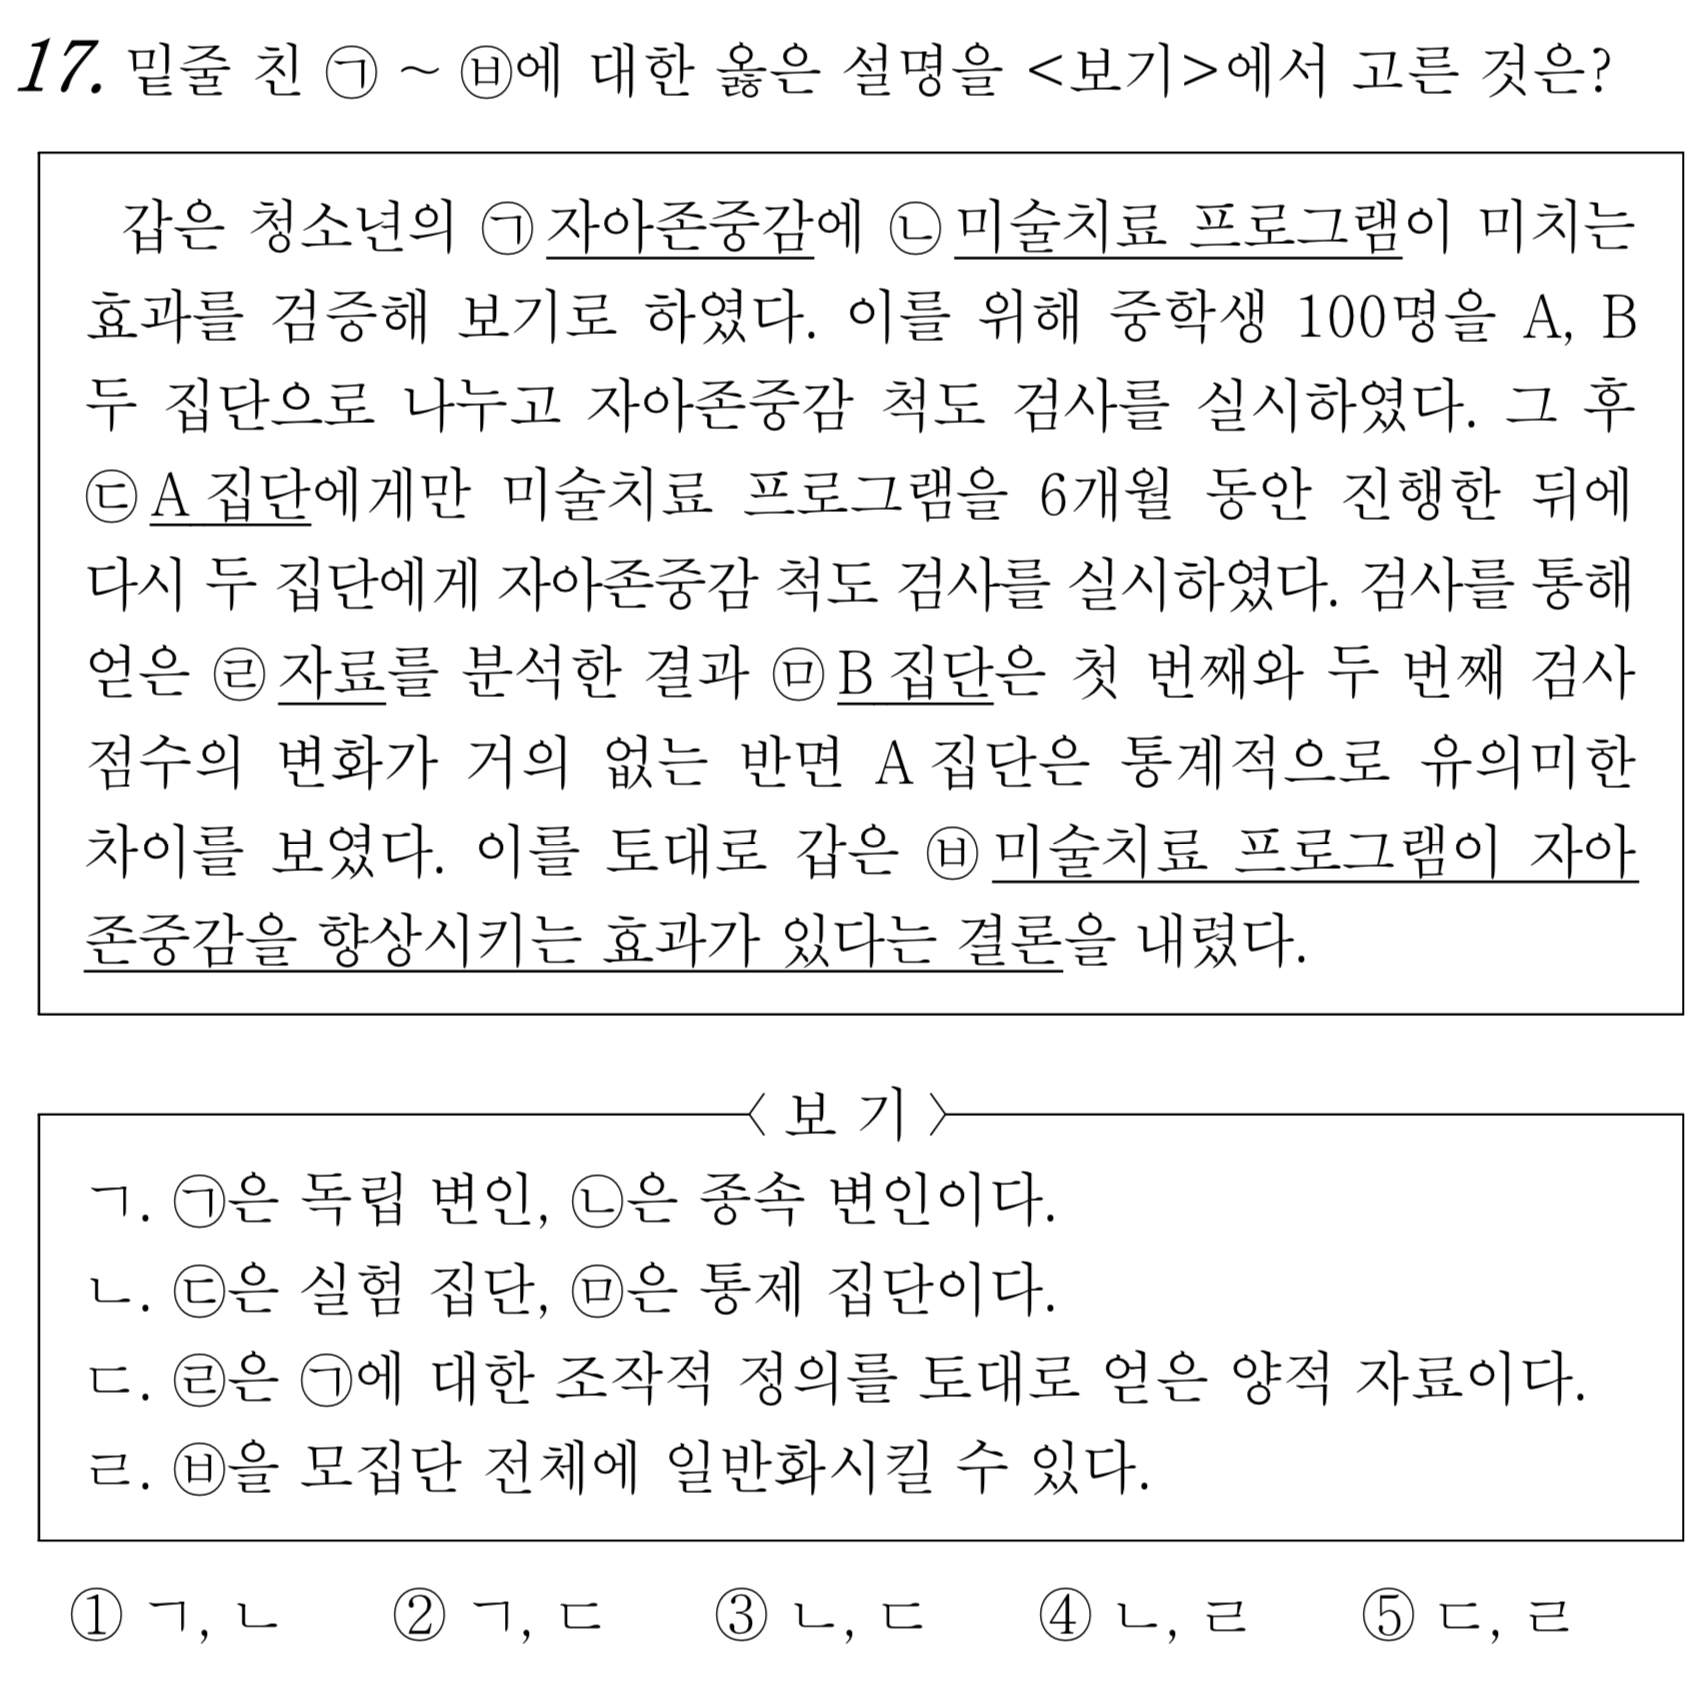 17. 밑줄 친 ㉠ ~ ㉥에 대한 옳은 설명을 <보기>에서 고른 것은?
갑은 청소년의 ㉠ 자아존중감에 ㉡ 미술치료 프로그램이 미치는
효과를 검증해 보기로 하였다. 이를 위해 중학생 100명을 A, B
두 집단으로 나누고 자아존중감 척도 검사를 실시하였다. 그 후
㉢ A 집단에게만 미술치료 프로그램을 6개월 동안 진행한 뒤에
다시 두 집단에게 자아존중감 척도 검사를 실시하였다. 검사를 통해
얻은 ㉣ 자료를 분석한 결과 ㉤ B 집단은 첫 번째와 두 번째 검사
점수의 변화가 거의 없는 반면 A 집단은 통계적으로 유의미한
차이를 보였다. 이를 토대로 갑은 ㉥ 미술치료 프로그램이 자아
존중감을 향상시키는 효과가 있다는 결론을 내렸다.
〈 보 기 〉
ㄱ. ㉠은 독립 변인, ㉡은 종속 변인이다.
ㄴ. ㉢은 실험 집단, ㉤은 통제 집단이다.
ㄷ. ㉣은 ㉠에 대한 조작적 정의를 토대로 얻은 양적 자료이다.
ㄹ. ㉥을 모집단 전체에 일반화시킬 수 있다.
① ㄱ, ㄴ ② ㄱ, ㄷ ③ ㄴ, ㄷ ④ ㄴ, ㄹ ⑤ ㄷ, ㄹ